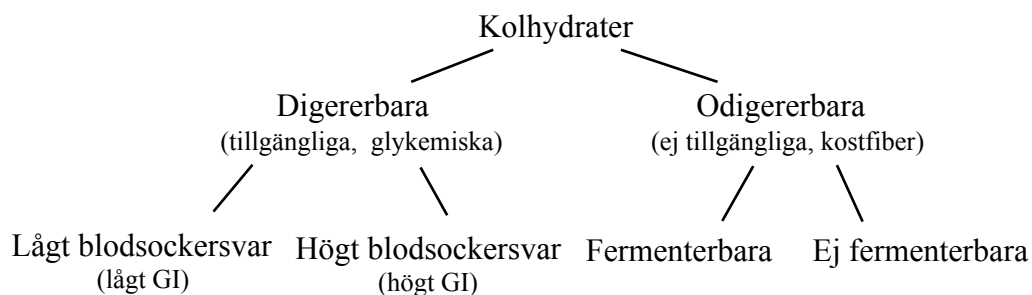 Kolhydrater
Digererbara
(tillgängliga, glykemiska)
Odigererbara
(ej tillgängliga, kostfiber)
Lågt blodsockersvar
(lågt GI)
Högt blodsockersvar
(högt GI)
Fermenterbara
Ej fermenterbara